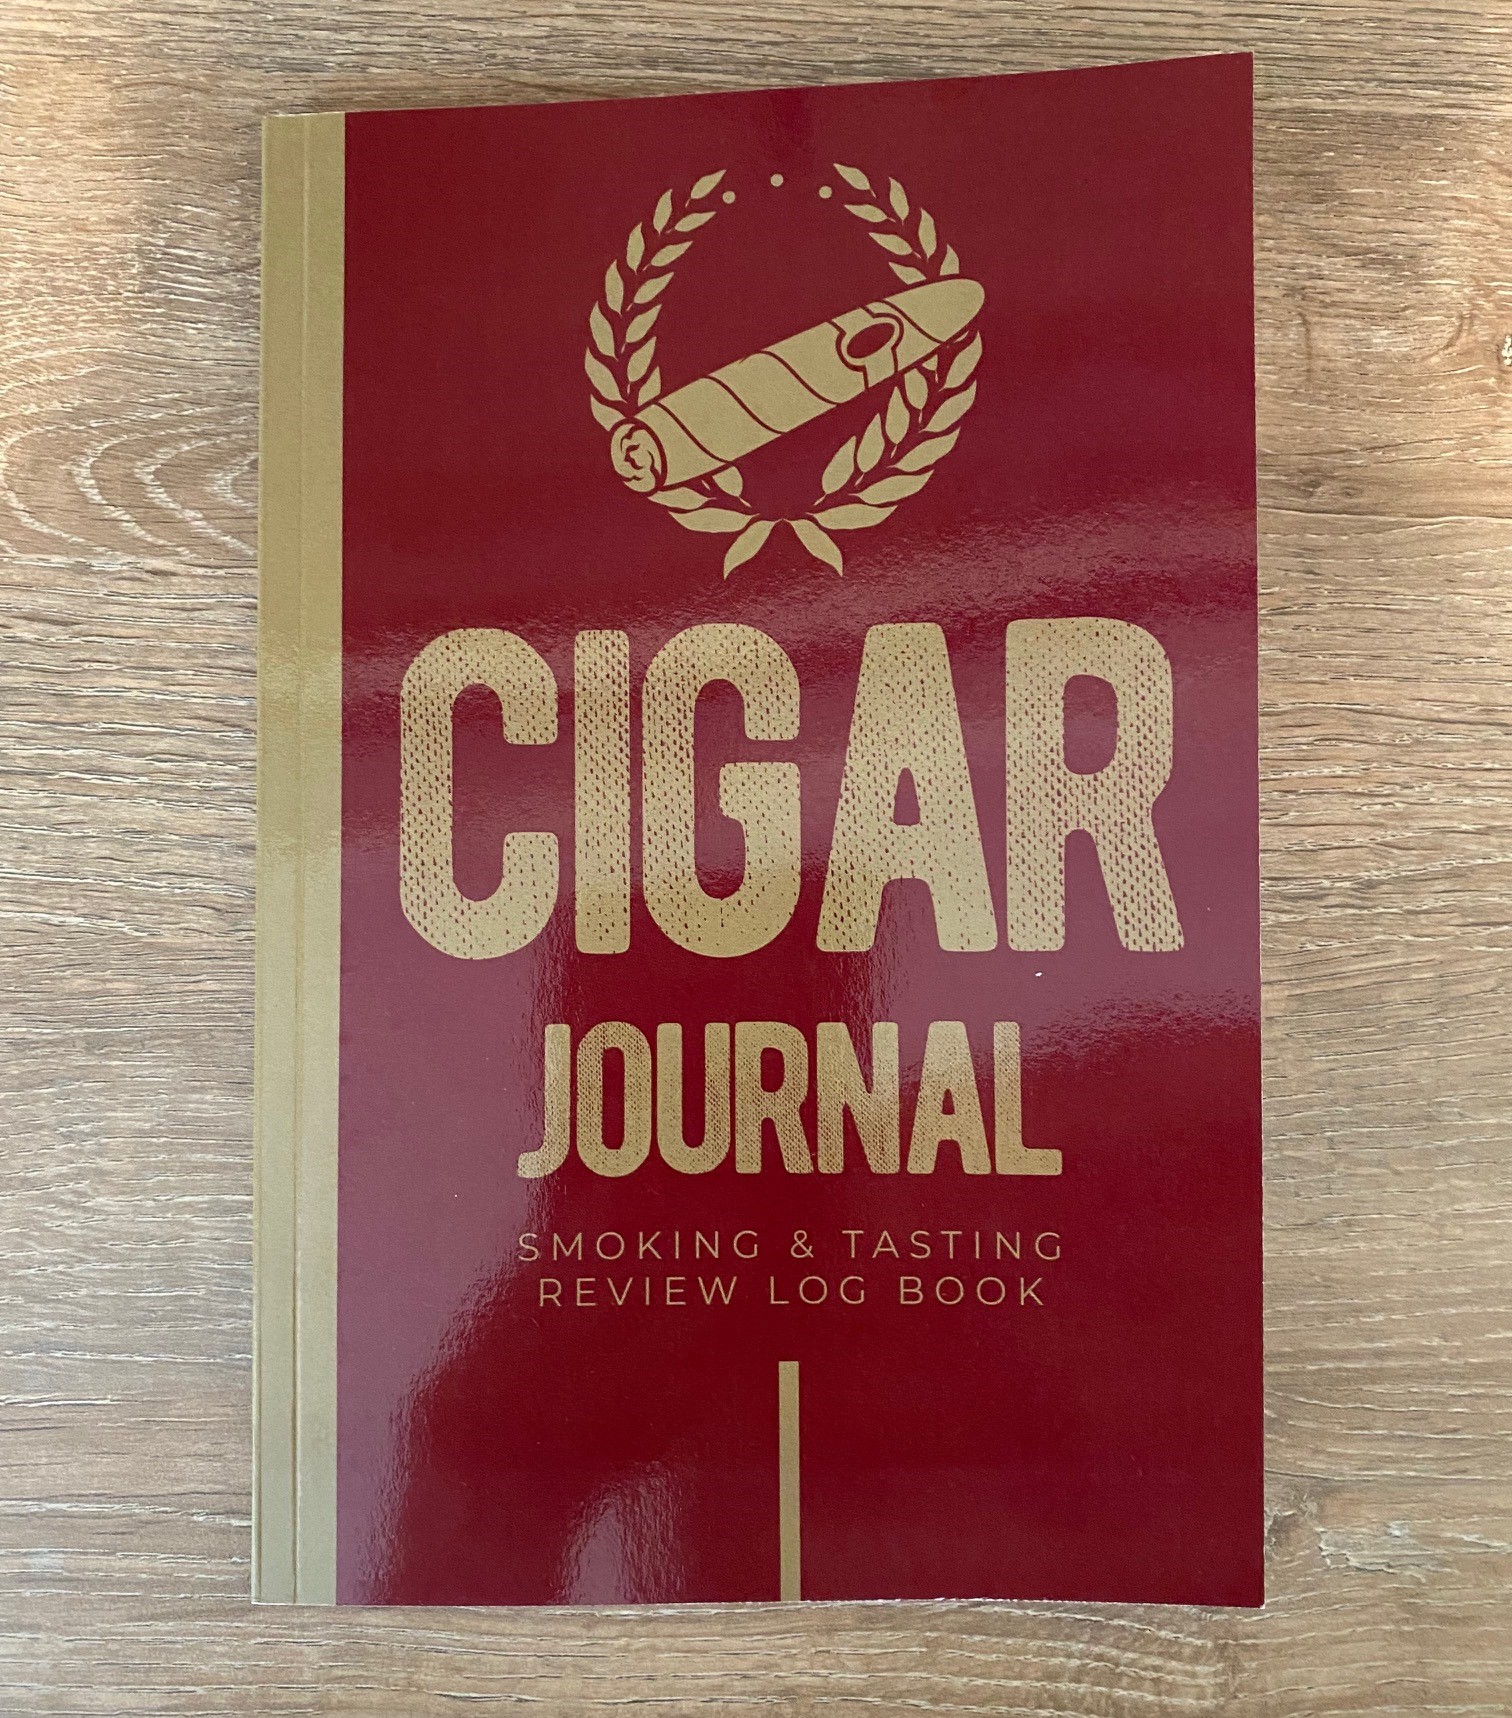 CIGAR
JOURNAL
SMOKING & TASTING
REVIEW LOG BOOK